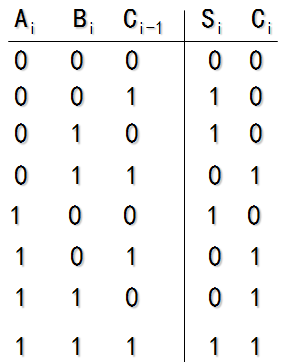 A_i B_i C_{i-1} S_i C_i
0 0 0 0 0
0 0 1 1 0
0 1 0 1 0
0 1 1 0 1
1 0 0 1 0
1 0 1 0 1
1 1 0 0 1
1 1 1 1 1